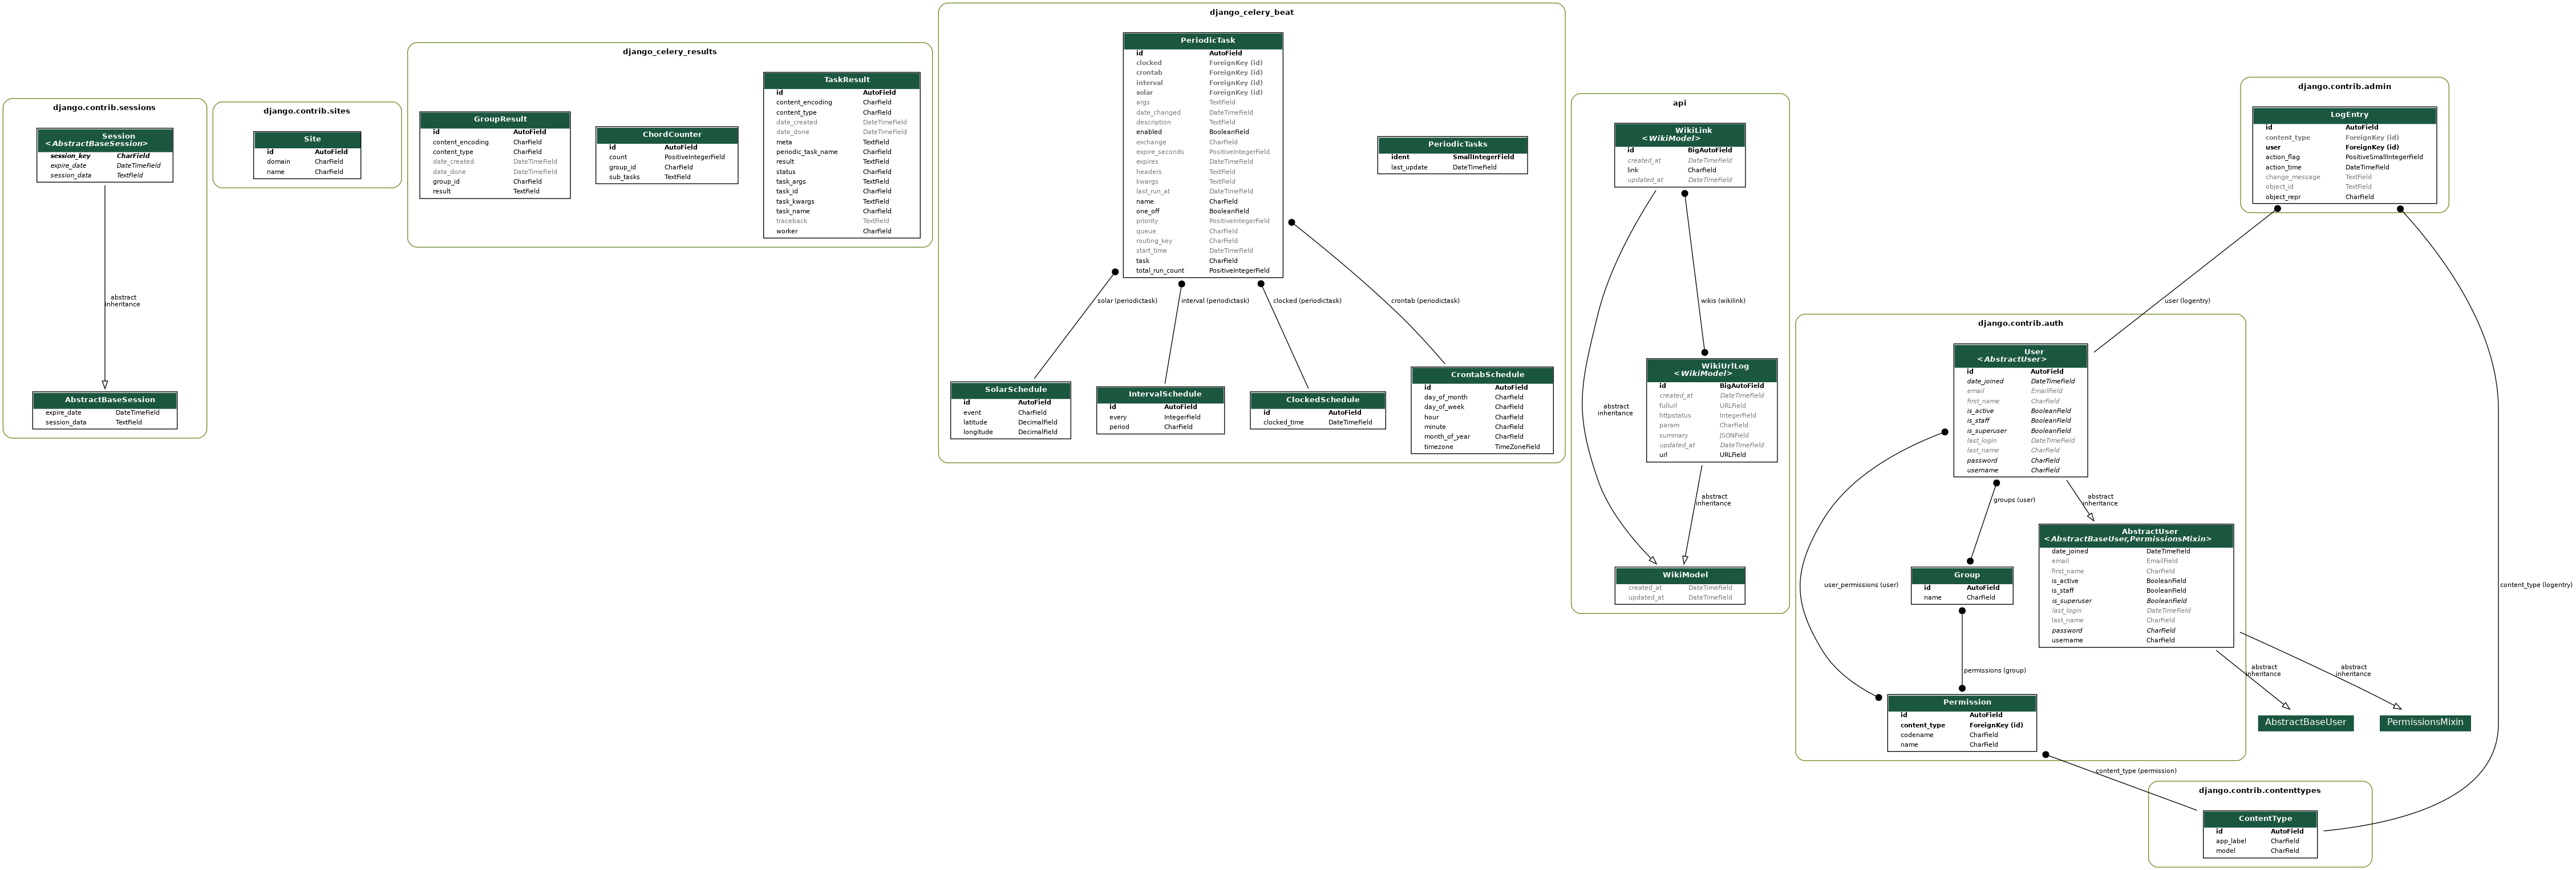 django.contrib.sessions
Session
<AbstractBaseSession>
session_key CharField
expire_date DateTimeField
session_data TextField
abstract
inheritance
AbstractBaseSession
expire_date DateTimeField
session_data TextField
django.contrib.sites
Site
id AutoField
domain CharField
name CharField
django_celery_results
GroupResult
id AutoField
content_encoding CharField
content_type CharField
date_created DateTimeField
date_done DateTimeField
group_id CharField
result TextField
ChordCounter
id AutoField
count PositiveIntegerField
group_id CharField
sub_tasks TextField
TaskResult
id AutoField
content_encoding CharField
content_type CharField
date_created DateTimeField
date_done DateTimeField
meta TextField
periodic_task_name CharField
result TextField
status CharField
task_args TextField
task_id CharField
task_kwargs TextField
task_name CharField
traceback TextField
worker CharField
django_celery_beat
PeriodicTask
id AutoField
clocked ForeignKey (id)
crontab ForeignKey (id)
interval ForeignKey (id)
solar ForeignKey (id)
args TextField
date_changed DateTimeField
description TextField
enabled BooleanField
exchange CharField
expire_seconds PositiveIntegerField
expires DateTimeField
headers TextField
kwargs TextField
last_run_at DateTimeField
name CharField
one_off BooleanField
priority PositiveIntegerField
queue CharField
routing_key CharField
start_time DateTimeField
task CharField
total_run_count PositiveIntegerField
PeriodicTasks
ident SmallIntegerField
last_update DateTimeField
solar (periodictask)
interval (periodictask)
clocked (periodictask)
crontab (periodictask)
SolarSchedule
id AutoField
event CharField
latitude DecimalField
longitude DecimalField
IntervalSchedule
id AutoField
every IntegerField
period CharField
ClockedSchedule
id AutoField
clocked_time DateTimeField
CrontabSchedule
id AutoField
day_of_month CharField
day_of_week CharField
hour CharField
minute CharField
month_of_year CharField
timezone TimeZoneField
api
WikiLink
<WikiModel>
id BigAutoField
created_at DateTimeField
link CharField
updated_at DateTimeField
wikis (wikilink)
WikiUrlLog
<WikiModel>
id BigAutoField
created_at DateTimeField
fullurl URLField
httpstatus IntegerField
param CharField
summary JSONField
updated_at DateTimeField
url URLField
abstract
inheritance
abstract
inheritance
WikiModel
created_at DateTimeField
updated_at DateTimeField
django.contrib.admin
LogEntry
id AutoField
content_type ForeignKey (id)
user ForeignKey (id)
action_flag PositiveSmallIntegerField
action_time DateTimeField
change_message TextField
object_id TextField
object_repr CharField
user (logentry)
content_type (logentry)
django.contrib.auth
User
<AbstractUser>
id AutoField
date_joined DateTimeField
email EmailField
first_name CharField
is_active BooleanField
is_staff BooleanField
is_superuser BooleanField
last_login DateTimeField
last_name CharField
password CharField
username CharField
groups (user)
abstract
inheritance
AbstractUser
<AbstractBaseUser,PermissionsMixin>
date_joined DateTimeField
email EmailField
first_name CharField
is_active BooleanField
is_staff BooleanField
is_superuser BooleanField
last_login DateTimeField
last_name CharField
password CharField
username CharField
user_permissions (user)
Group
id AutoField
name CharField
permissions (group)
Permission
id AutoField
content_type ForeignKey (id)
codename CharField
name CharField
abstract
inheritance
abstract
inheritance
AbstractBaseUser
PermissionsMixin
content_type (permission)
django.contrib.contenttypes
ContentType
id AutoField
app_label CharField
model CharField